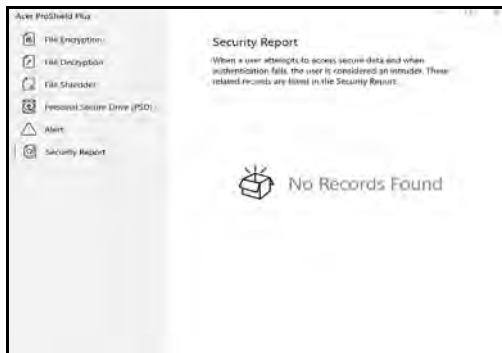 Acer ProShield Plus
File Encryption
File Decryption
File Shredder
Personal Secure Drive (PSD)
Alert
Security Report
Security Report
When a user attempts to access secure data and when
authentication fails, the user is considered an intruder. These
related records are listed in the Security Report.
No Records Found